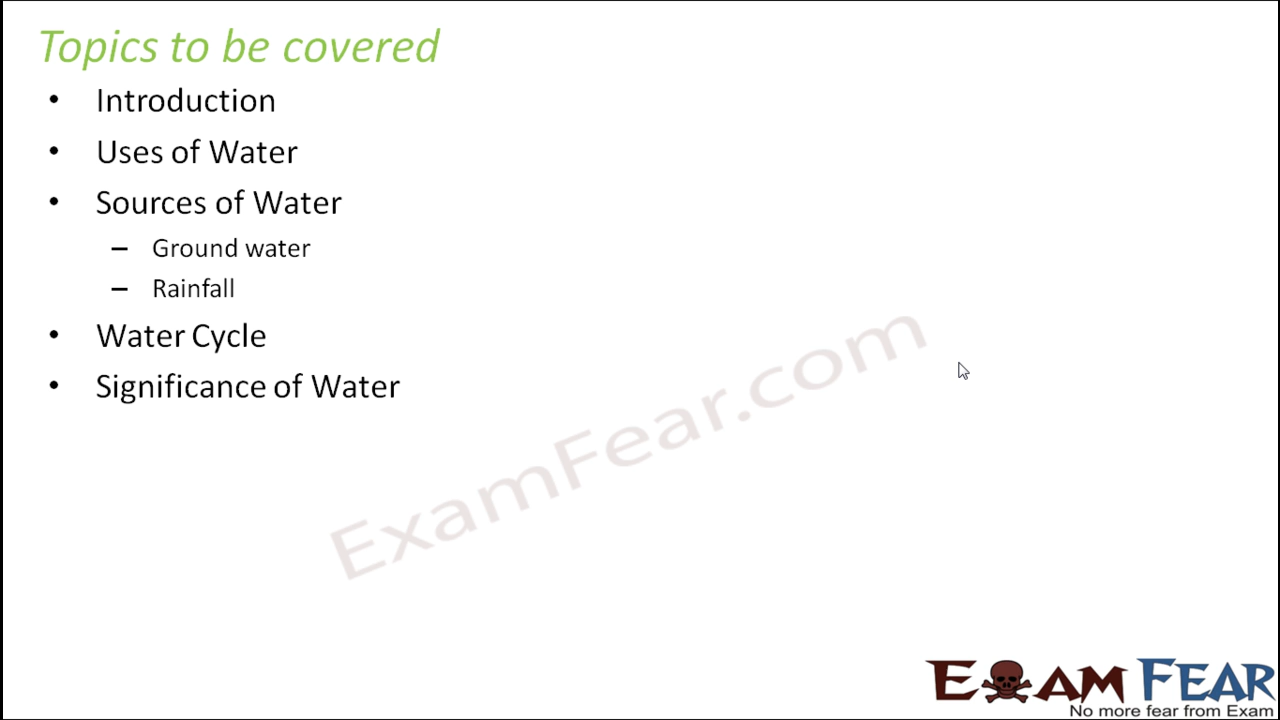 Topics to be covered
• Introduction
• Uses of Water
• Sources of Water
– Ground water
– Rainfall
• Water Cycle
• Significance of Water
ExamFear.com
EXAM FEAR
No more fear from Exam